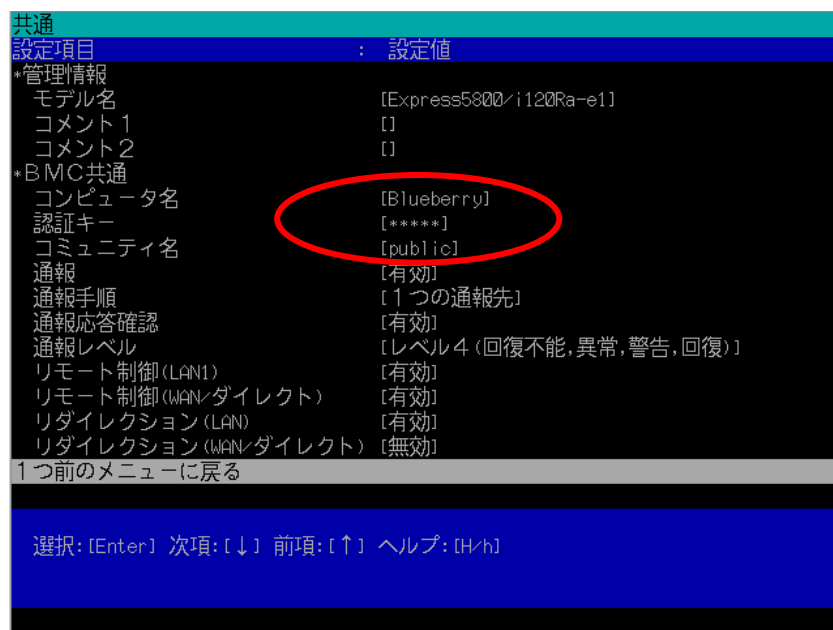 共通
設定項目 : 設定値
*管理情報
モデル名 [Express5800/i120Ra-e1]
コメント1 []
コメント2 []
*BMC共通
コンピュータ名 [Blueberry]
認証キー [*****]
コミュニティ名 [public]
通報 [有効]
通報手順 [1つの通報先]
通報応答確認 [有効]
通報レベル [レベル4(回復不能,異常,警告,回復)]
リモート制御(LAN1) [有効]
リモート制御(WAN/ダイレクト) [有効]
リダイレクション(LAN) [有効]
リダイレクション(WAN/ダイレクト) [無効]
1つ前のメニューに戻る
選択:[Enter] 次項:[↓] 前項:[↑] ヘルプ:[H/h]